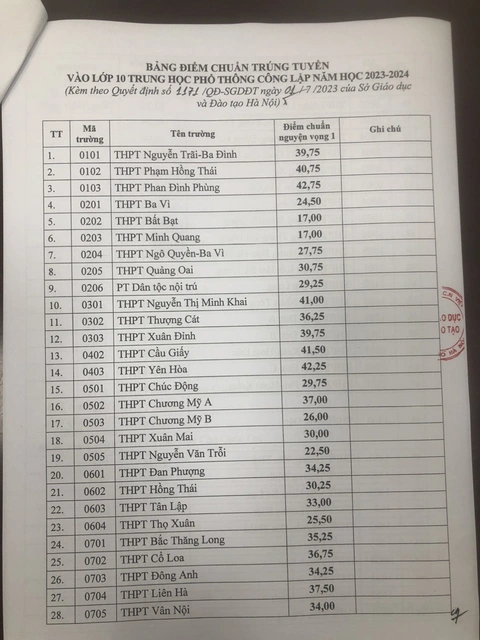 BẢNG ĐIỂM CHUẨN TRÚNG TUYỂN
VÀO LỚP 10 TRUNG HỌC PHỔ THÔNG CÔNG LẬP NĂM HỌC 2023-2024
(Kèm theo Quyết định số 1171 /QĐ-SGDĐT ngày 01 /7 /2023 của Sở Giáo dục
và Đào tạo Hà Nội)
TT Mã trường Tên trường Điểm chuẩn nguyện vọng 1 Ghi chú
1. 0101 THPT Nguyễn Trãi-Ba Đình 39,75
2. 0102 THPT Phạm Hồng Thái 40,75
3. 0103 THPT Phan Đình Phùng 42,75
4. 0201 THPT Ba Vì 24,50
5. 0202 THPT Bất Bạt 17,00
6. 0203 THPT Minh Quang 17,00
7. 0204 THPT Ngô Quyền-Ba Vì 27,75
8. 0205 THPT Quảng Oai 30,75
9. 0206 PT Dân tộc nội trú 29,25
10. 0301 THPT Nguyễn Thị Minh Khai 41,00
11. 0302 THPT Thượng Cát 36,25
12. 0303 THPT Xuân Đỉnh 39,75
13. 0402 THPT Cầu Giấy 41,50
14. 0403 THPT Yên Hòa 42,25
15. 0501 THPT Chúc Động 29,75
16. 0502 THPT Chương Mỹ A 37,00
17. 0503 THPT Chương Mỹ B 26,00
18. 0504 THPT Xuân Mai 30,00
19. 0505 THPT Nguyễn Văn Trỗi 22,50
20. 0601 THPT Đan Phượng 34,25
21. 0602 THPT Hồng Thái 30,25
22. 0603 THPT Tân Lập 33,00
23. 0604 THPT Thọ Xuân 25,50
24. 0701 THPT Bắc Thăng Long 35,25
25. 0702 THPT Cổ Loa 36,75
26. 0703 THPT Đông Anh 34,25
27. 0704 THPT Liên Hà 37,50
28. 0705 THPT Vân Nội 34,00